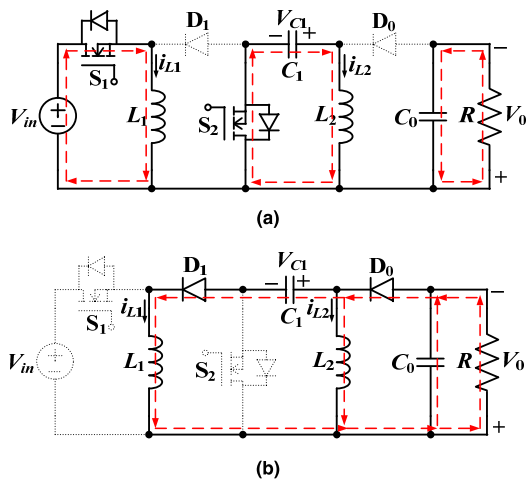 D1 − VC1 + D0
S1 iL1 C1 iL2 −
Vin + − L1 S2 L2 C0 R V0
+
(a)
D1 − VC1 + D0
S1 iL1 C1 iL2 −
Vin + − L1 S2 L2 C0 R V0
+
(b)